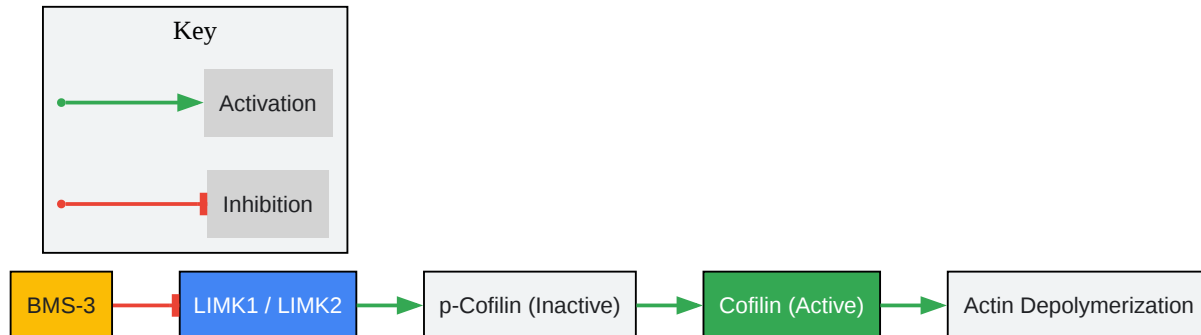 Key
Activation
Inhibition
BMS-3
LIMK1 / LIMK2
p-Cofilin (Inactive)
Cofilin (Active)
Actin Depolymerization